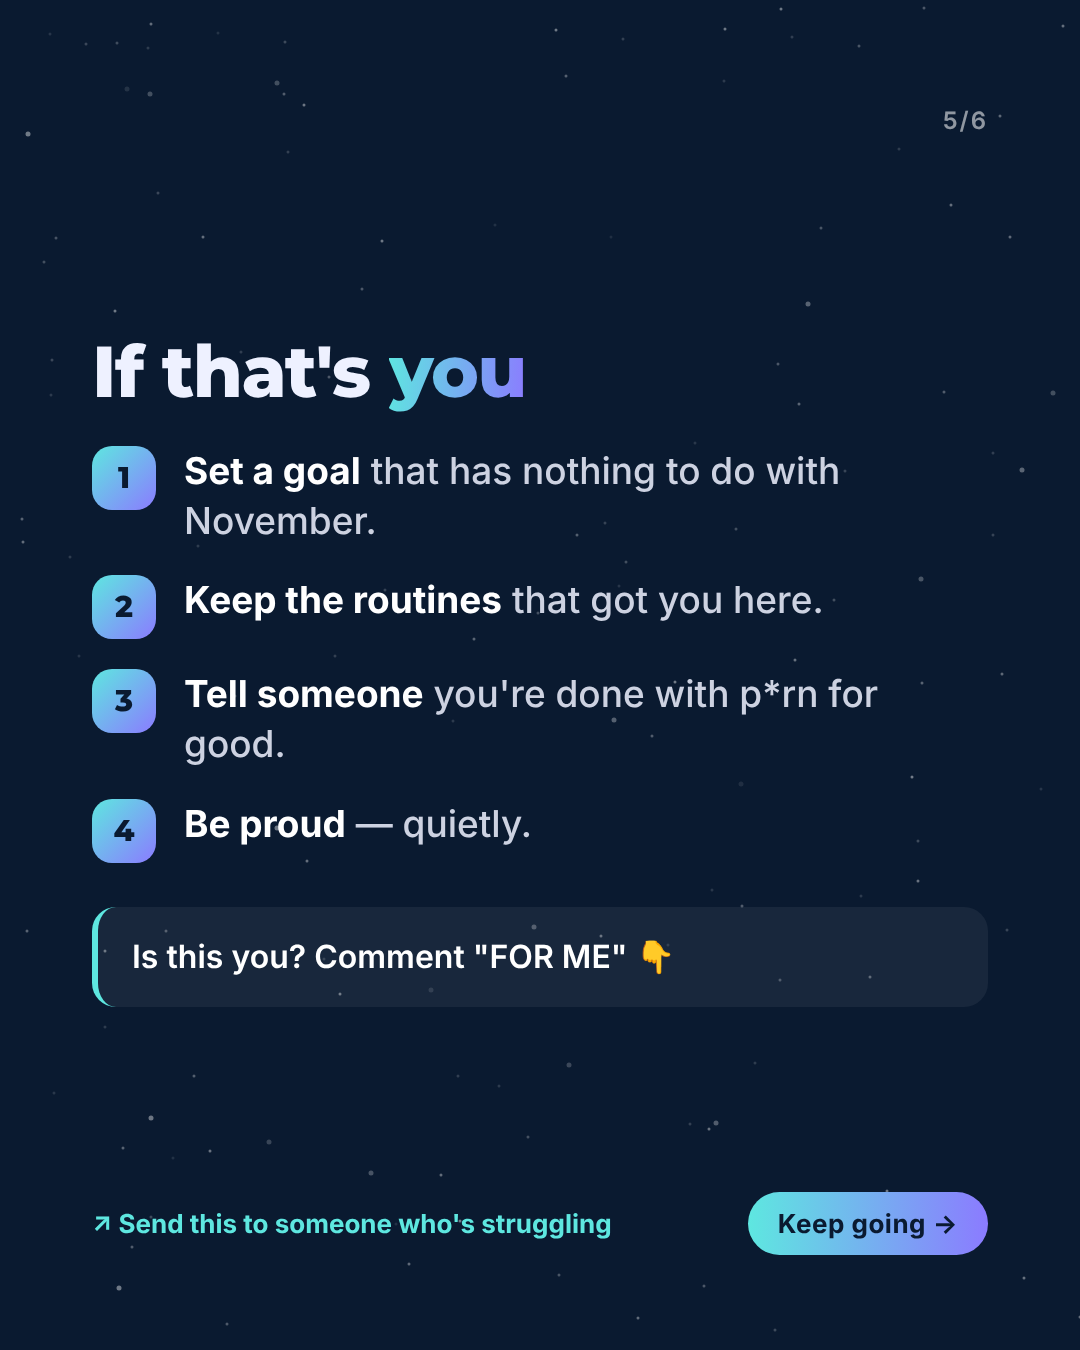 5/6
If that's you
1 Set a goal that has nothing to do with
November.
2 Keep the routines that got you here.
3 Tell someone you're done with p*rn for
good.
4 Be proud — quietly.
Is this you? Comment "FOR ME" 👇
↗ Send this to someone who's struggling
Keep going →